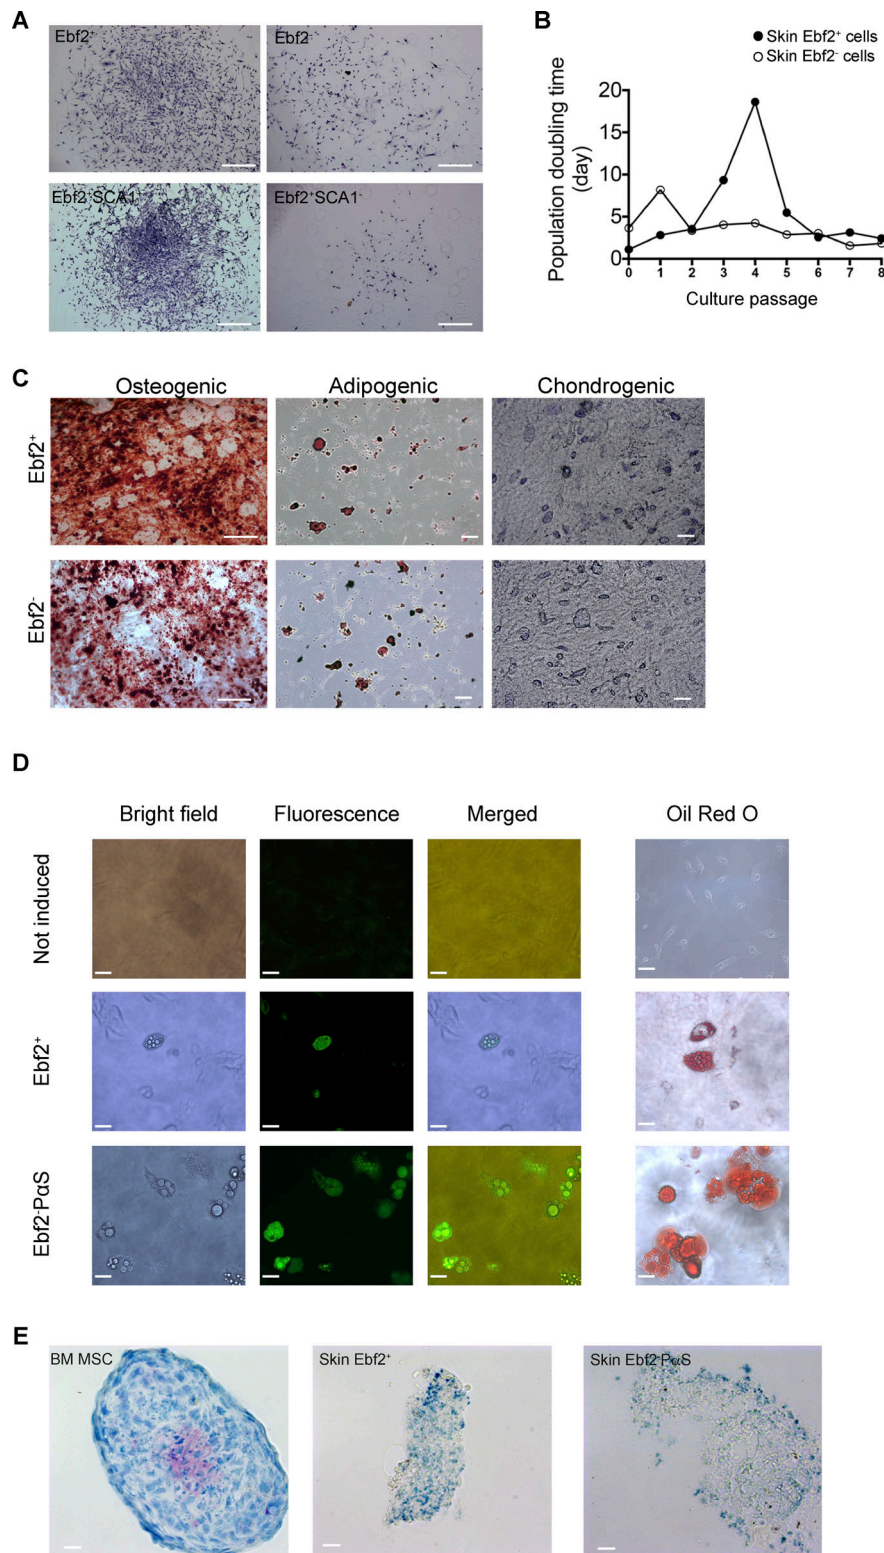 A
Ebf2⁺
Ebf2⁻
Ebf2⁺SCA1⁻
Ebf2⁺SCA1⁻
B
Skin Ebf2⁺ cells
Skin Ebf2⁻ cells
Population doubling time
(day)
20
15
10
5
0
0 1 2 3 4 5 6 7 8
Culture passage
C
Osteogenic Adipogenic Chondrogenic
Ebf2⁺
Ebf2⁻
D
Bright field Fluorescence Merged Oil Red O
Not induced
Ebf2⁺
Ebf2⁻PαS
E
BM MSC
Skin Ebf2⁺
Skin Ebf2⁻PαS